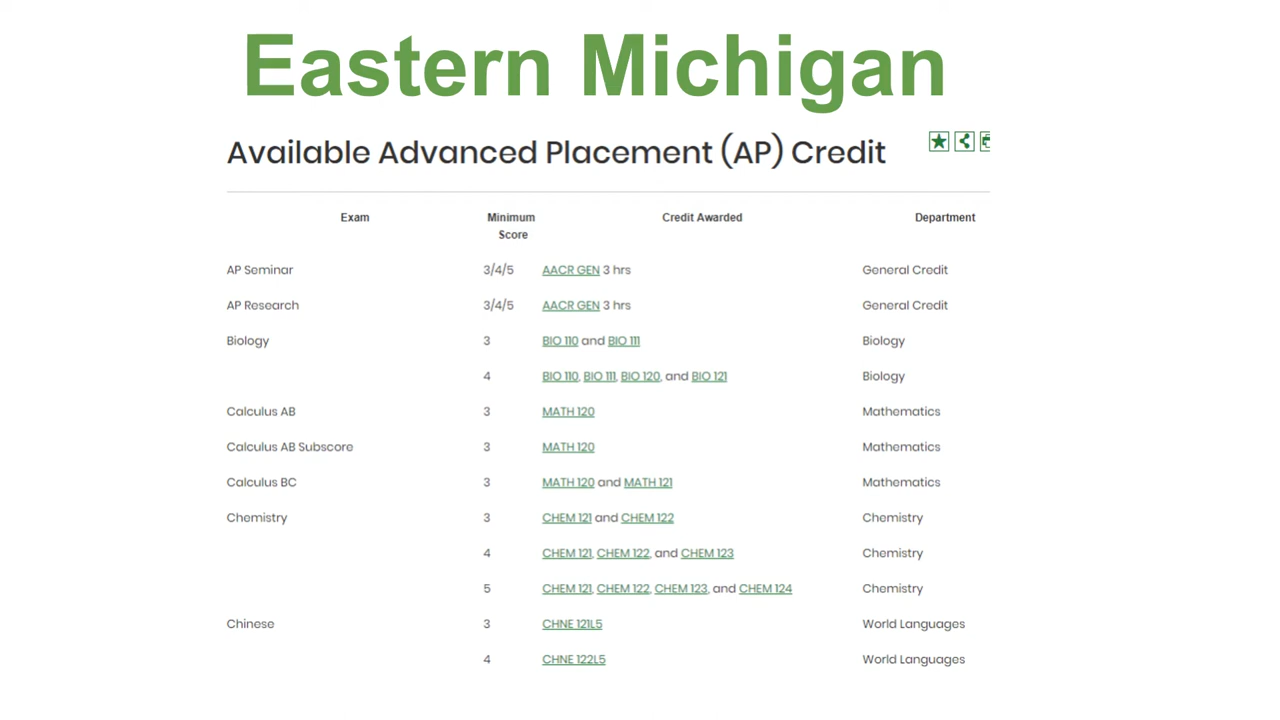 Eastern Michigan
Available Advanced Placement (AP) Credit
Exam Minimum Score Credit Awarded Department
AP Seminar 3/4/5 AACR GEN 3 hrs General Credit
AP Research 3/4/5 AACR GEN 3 hrs General Credit
Biology 3 BIO 110 and BIO 111 Biology
4 BIO 110, BIO 111, BIO 120, and BIO 121 Biology
Calculus AB 3 MATH 120 Mathematics
Calculus AB Subscore 3 MATH 120 Mathematics
Calculus BC 3 MATH 120 and MATH 121 Mathematics
Chemistry 3 CHEM 121 and CHEM 122 Chemistry
4 CHEM 121, CHEM 122, and CHEM 123 Chemistry
5 CHEM 121, CHEM 122, CHEM 123, and CHEM 124 Chemistry
Chinese 3 CHNE 121L5 World Languages
4 CHNE 122L5 World Languages